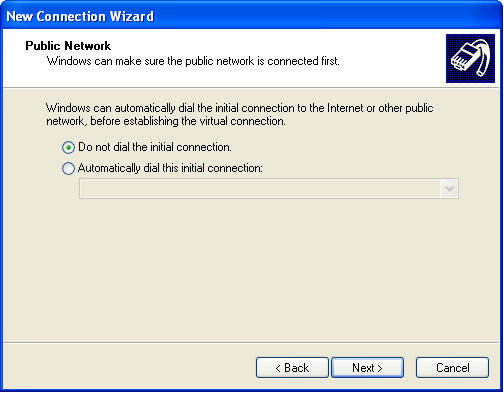 New Connection Wizard
Public Network
Windows can make sure the public network is connected first.
Windows can automatically dial the initial connection to the Internet or other public
network, before establishing the virtual connection.
Do not dial the initial connection.
Automatically dial this initial connection:
< Back Next > Cancel